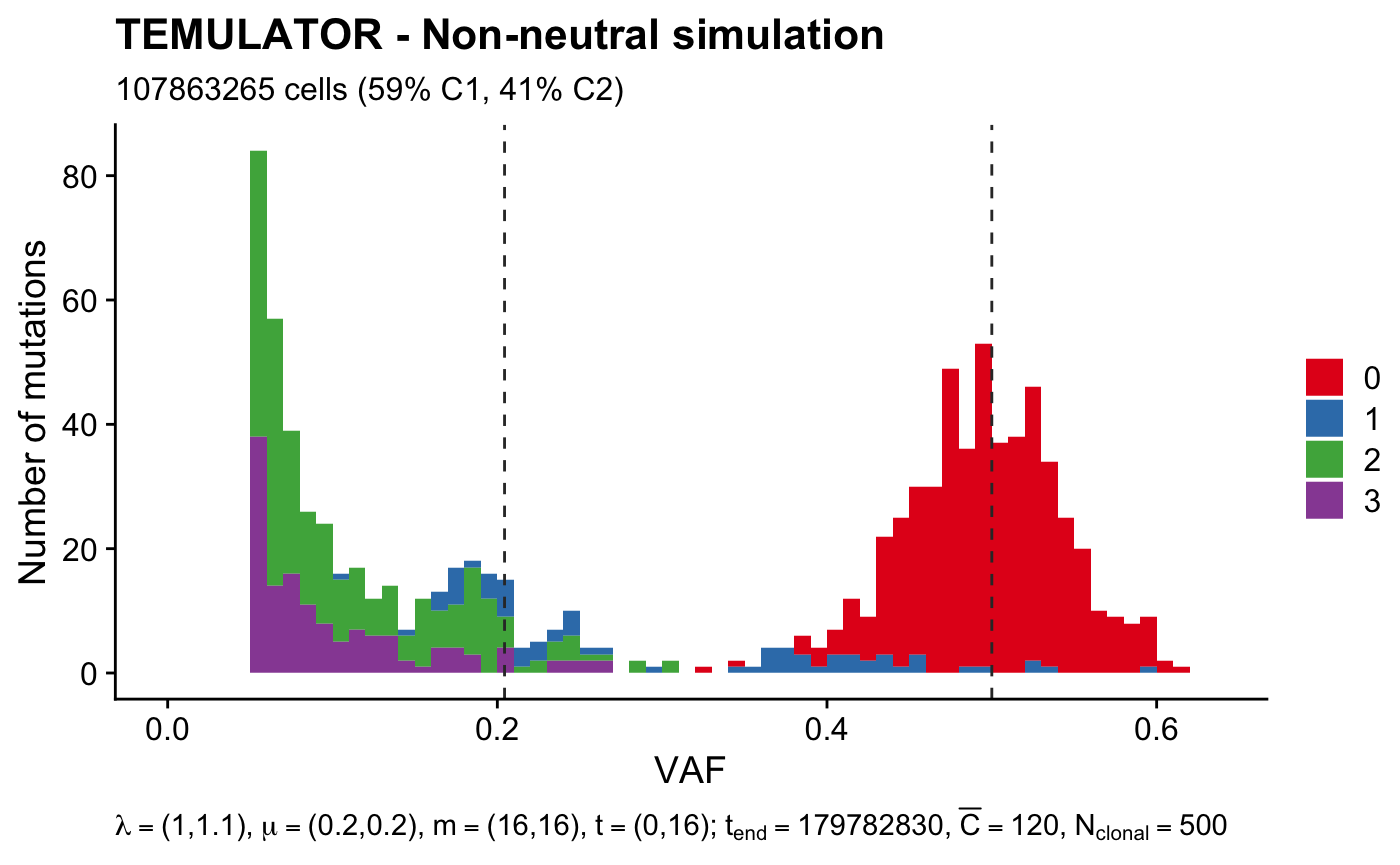 TEMULATOR - Non-neutral simulation
107863265 cells (59% C1, 41% C2)
Number of mutations
80
60
40
20
0
0.0 0.2 0.4 0.6
VAF
0
1
2
3
λ = (1,1.1), μ = (0.2,0.2), m = (16,16), t = (0,16); t_end = 179782830, C̅ = 120, N_clonal = 500